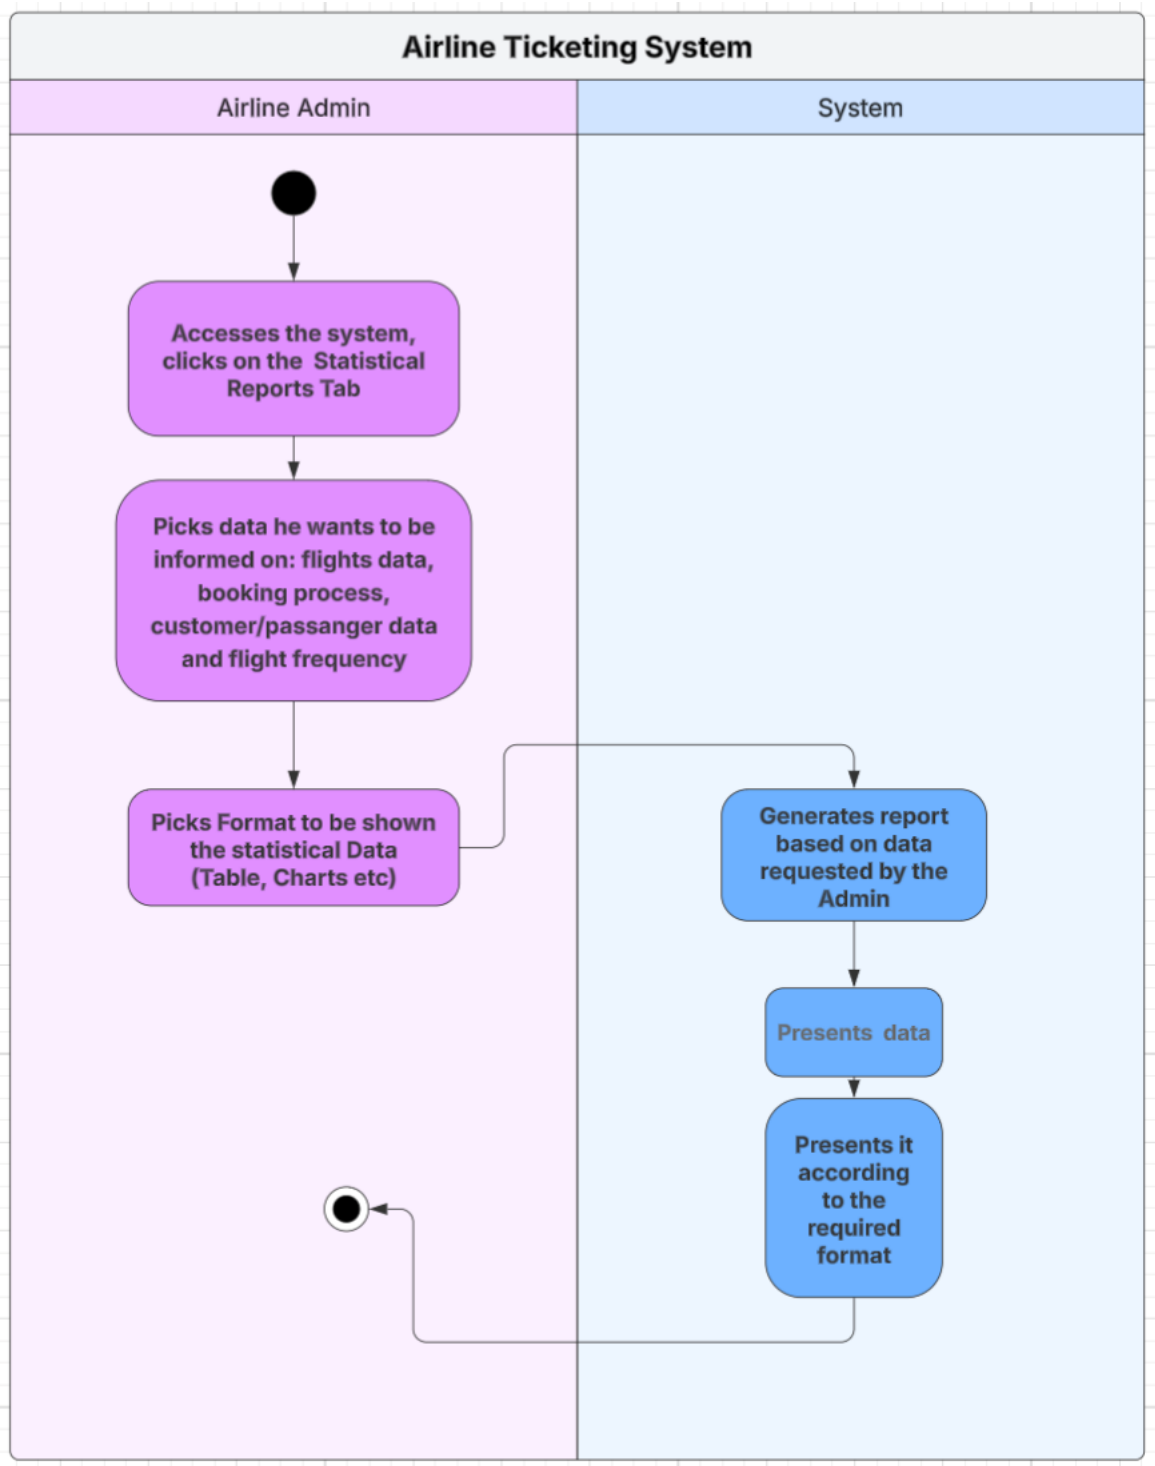 Airline Ticketing System
Airline Admin
System
Accesses the system,
clicks on the  Statistical
Reports Tab
Picks data he wants to be
informed on: flights data,
booking process,
customer/passanger data
and flight frequency
Picks Format to be shown
the statistical Data
(Table, Charts etc)
Generates report
based on data
requested by the
Admin
Presents  data
Presents it
according
to the
required
format